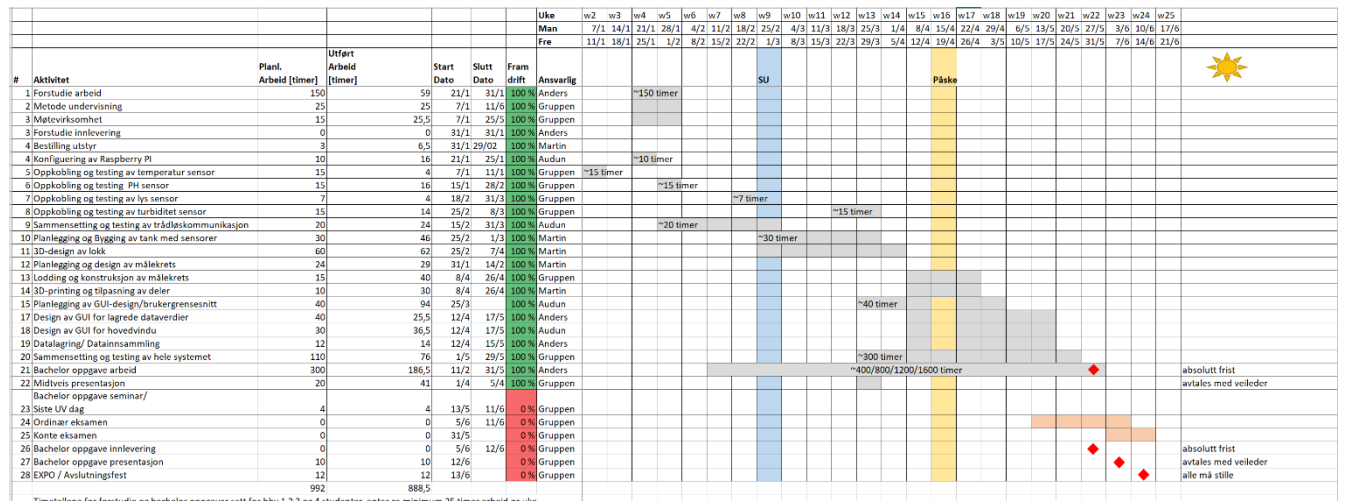 Uke w2 w3 w4 w5 w6 w7 w8 w9 w10 w11 w12 w13 w14 w15 w16 w17 w18 w19 w20 w21 w22 w23 w24 w25
Man 7/1 14/1 21/1 28/1 4/2 11/2 18/2 25/2 4/3 11/3 18/3 25/3 1/4 8/4 15/4 22/4 29/4 6/5 13/5 20/5 27/5 3/6 10/6 17/6
Fre 11/1 18/1 25/1 1/2 8/2 15/2 22/2 1/3 8/3 15/3 22/3 29/3 5/4 12/4 19/4 26/4 3/5 10/5 17/5 24/5 31/5 7/6 14/6 21/6
# Aktivitet Planl. Arbeid [timer] Utført Arbeid [timer] Start Dato Slutt Dato Fram drift Ansvarlig SU Påske
1 Forstudie arbeid 150 59 21/1 31/1 100 % Anders ~150 timer
2 Metode undervisning 25 25 7/1 11/6 100 % Gruppen
3 Møtevirksomhet 15 25,5 7/1 25/5 100 % Gruppen
3 Forstudie innlevering 0 0 31/1 31/1 100 % Anders
4 Bestilling utstyr 3 6,5 31/1 29/02 100 % Martin
4 Konfiguering av Raspberry PI 10 16 21/1 25/1 100 % Audun ~10 timer
5 Oppkobling og testing av temperatur sensor 15 4 7/1 11/1 100 % Gruppen ~15 timer
6 Oppkobling og testing PH sensor 15 16 15/1 28/2 100 % Gruppen ~15 timer
7 Oppkobling og testing av lys sensor 7 4 18/2 31/3 100 % Gruppen ~7 timer
8 Oppkobling og testing av turbiditet sensor 15 14 25/2 8/3 100 % Gruppen ~15 timer
9 Sammensetting og testing av trådløskommunikasjon 20 24 15/2 31/3 100 % Audun ~20 timer
10 Planlegging og Bygging av tank med sensorer 30 46 25/2 1/3 100 % Martin ~30 timer
11 3D-design av lokk 60 62 25/2 7/4 100 % Martin
12 Planlegging og design av målekrets 24 29 31/1 14/2 100 % Martin
13 Lodding og konstruksjon av målekrets 15 40 8/4 26/4 100 % Gruppen
14 3D-printing og tilpasning av deler 10 30 8/4 26/4 100 % Martin
15 Planlegging av GUI-design/brukergrensesnitt 40 94 25/3 100 % Audun ~40 timer
17 Design av GUI for lagrede dataverdier 40 25,5 12/4 17/5 100 % Anders
18 Design av GUI for hovedvindu 30 36,5 12/4 17/5 100 % Audun
19 Datalagring/ Datainnsamling 12 14 12/4 15/5 100 % Anders
20 Sammensetting og testing av hele systemet 110 76 1/5 29/5 100 % Gruppen ~300 timer
21 Bachelor oppgave arbeid 300 186,5 11/2 31/5 100 % Anders ~400/800/1200/1600 timer absolutt frist
22 Midtveis presentasjon 20 41 1/4 5/4 100 % Gruppen avtales med veileder
Bachelor oppgave seminar/
23 Siste UV dag 4 4 13/5 11/6 0 % Gruppen
24 Ordinær eksamen 0 0 5/6 11/6 0 % Gruppen
25 Konte eksamen 0 0 31/5 0 % Gruppen
26 Bachelor oppgave innlevering 0 0 5/6 12/6 0 % Gruppen absolutt frist
27 Bachelor oppgave presentasjon 10 10 12/6 0 % Gruppen avtales med veileder
28 EXPO / Avslutningsfest 12 12 13/6 0 % Gruppen alle må stille
992 888,5